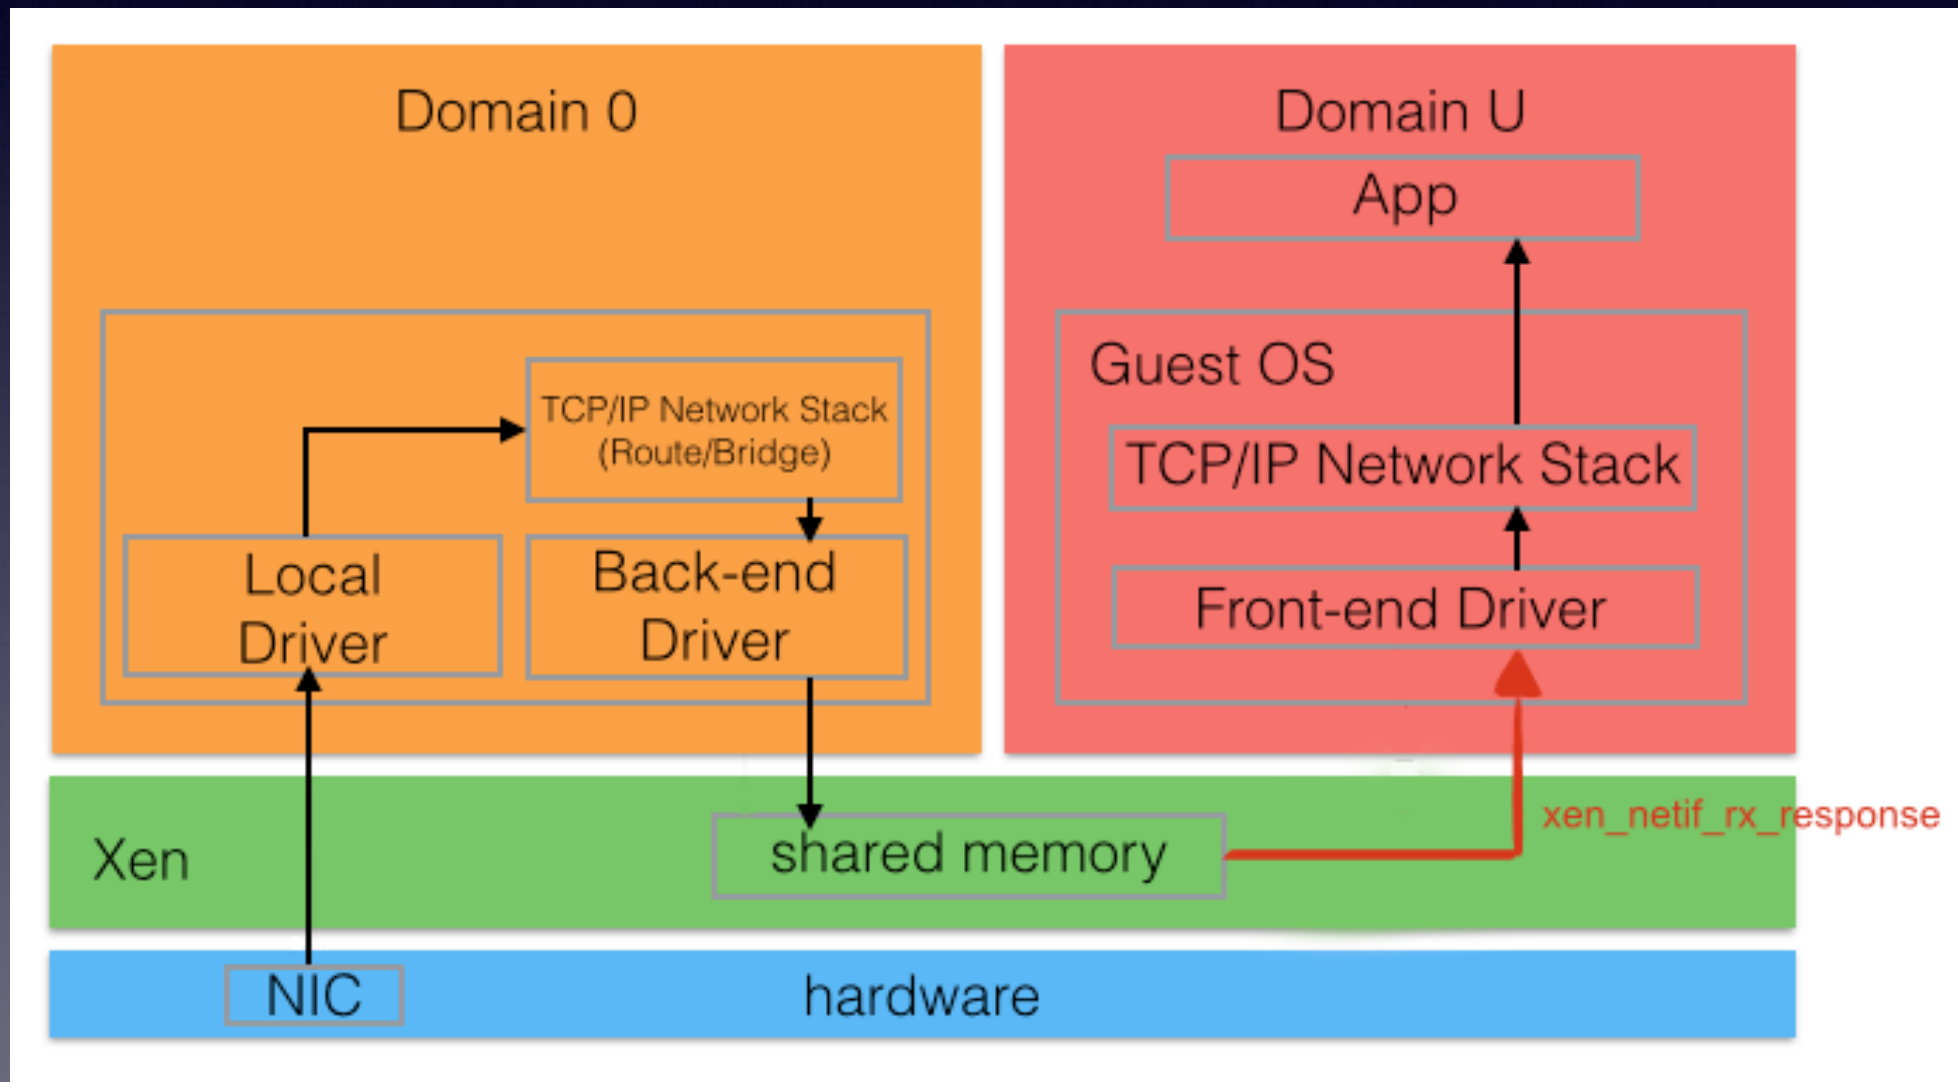 Domain 0
TCP/IP Network Stack
(Route/Bridge)
Local
Driver
Back-end
Driver
Domain U
App
Guest OS
TCP/IP Network Stack
Front-end Driver
Xen
shared memory
xen_netif_rx_response
NIC
hardware